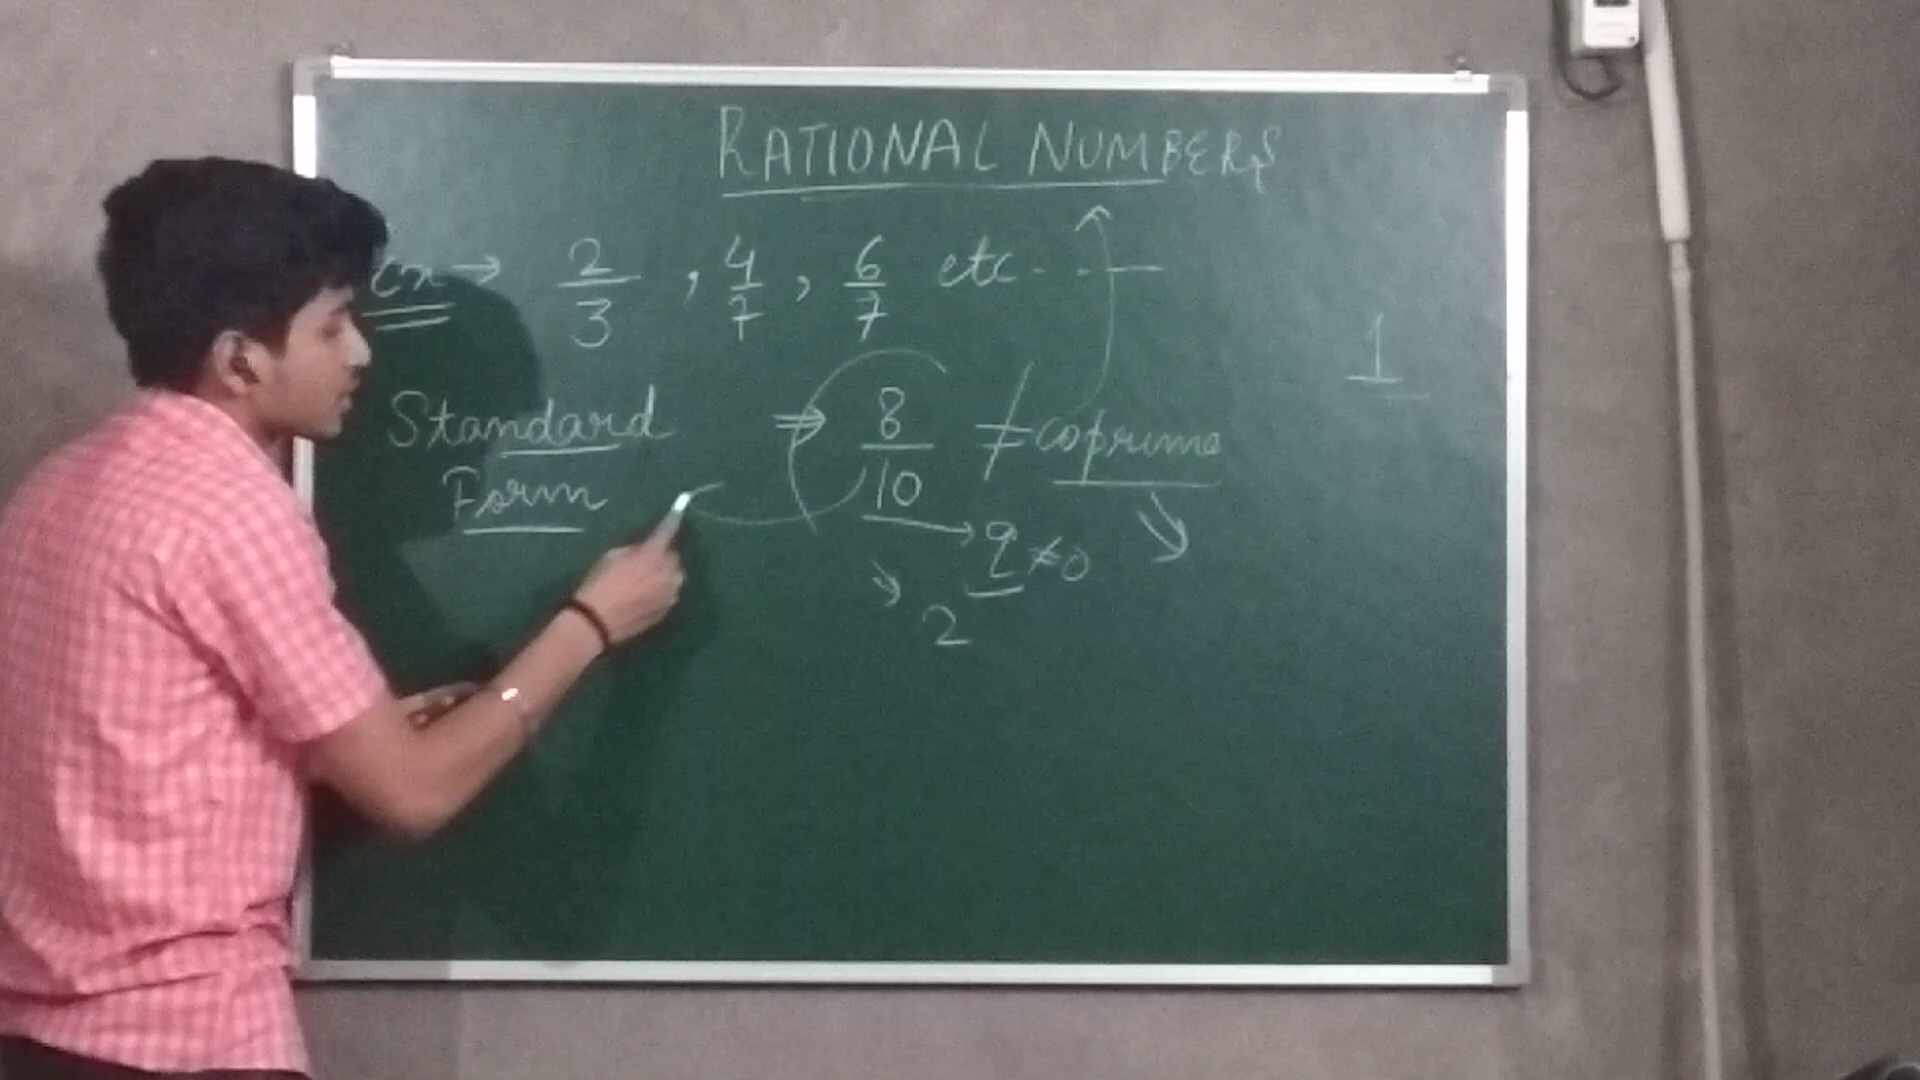 RATIONAL NUMBERS
Ex → 2/3 , 4/7 , 6/7 etc - - —
1
Standard ⇒ 8/10 ≠ coprime
Form
q ≠ 0
2